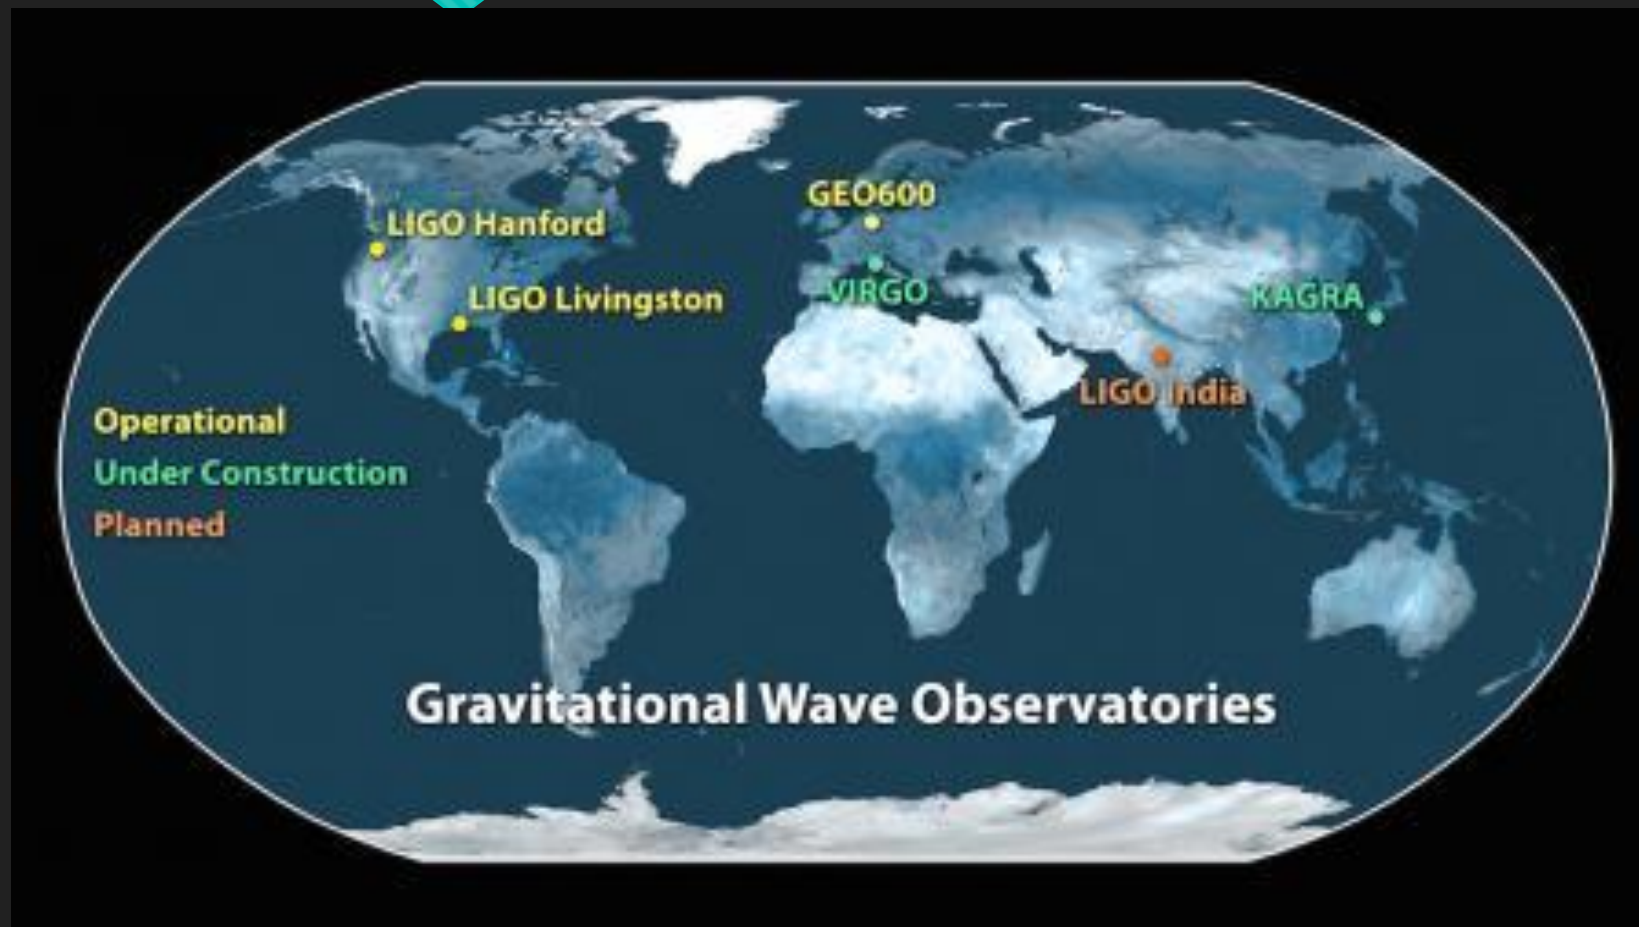 GEO600
LIGO Hanford
VIRGO
KAGRA
LIGO Livingston
LIGO India
Operational
Under Construction
Planned
Gravitational Wave Observatories